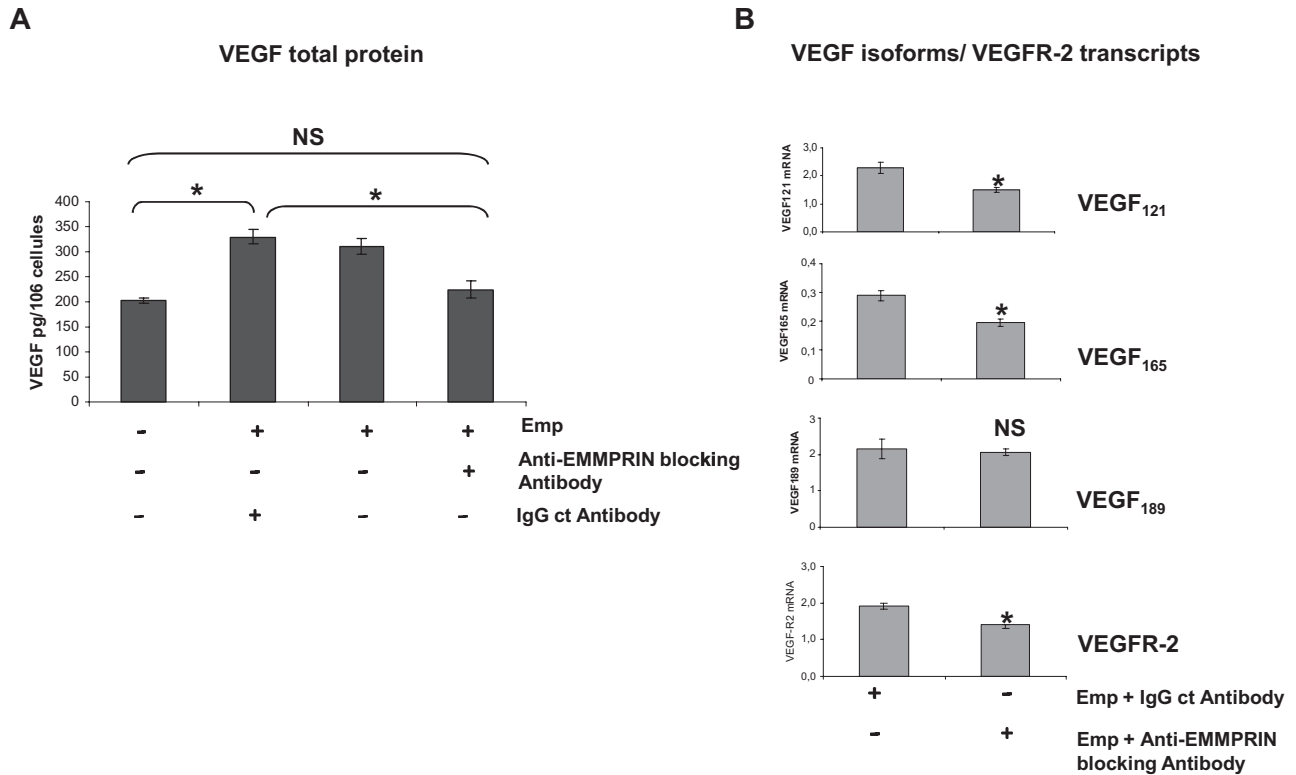 A
VEGF total protein
NS
*
*
VEGF pg/106 cellules
400
350
300
250
200
150
100
50
0
- + + + Emp
- - - + Anti-EMMPRIN blocking
Antibody
- + - - IgG ct Antibody
B
VEGF isoforms/ VEGFR-2 transcripts
VEGF121 mRNA
3,0
2,0
1,0
0,0
*
VEGF121
VEGF165 mRNA
0,4
0,3
0,2
0,1
0
*
VEGF165
VEGF189 mRNA
3
2
1
0
NS
VEGF189
VEGF-R2 mRNA
3,0
2,0
1,0
0,0
*
VEGFR-2
+ - Emp + IgG ct Antibody
- + Emp + Anti-EMMPRIN
blocking Antibody